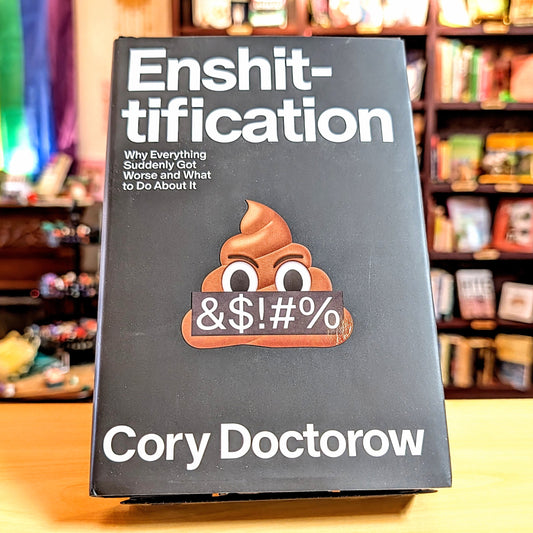 Enshit-
tification
Why Everything
Suddenly Got
Worse and What
to Do About It
&$!#%
Cory Doctorow